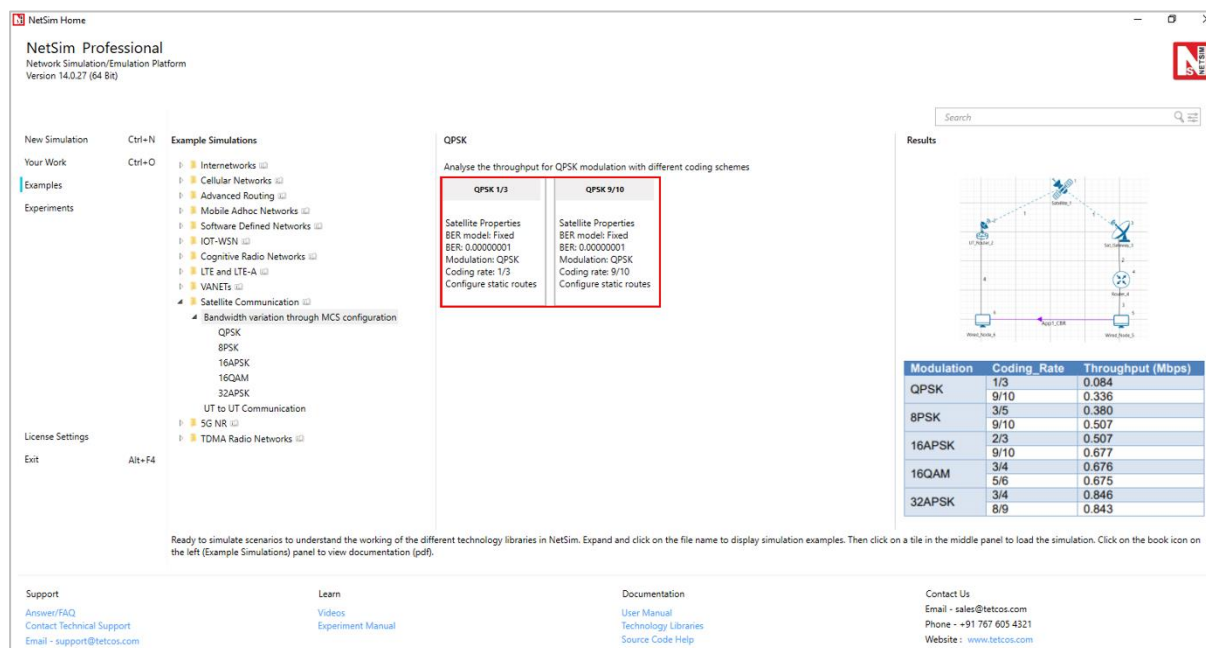 NetSim Home
NetSim Professional
Network Simulation/Emulation Platform
Version 14.0.27 (64 Bit)
NETSIM
Search
New Simulation Ctrl+N
Your Work Ctrl+O
Examples
Experiments
License Settings
Exit Alt+F4
Example Simulations
Internetworks
Cellular Networks
Advanced Routing
Mobile Adhoc Networks
Software Defined Networks
IOT-WSN
Cognitive Radio Networks
LTE and LTE-A
VANETs
Satellite Communication
Bandwidth variation through MCS configuration
QPSK
8PSK
16APSK
16QAM
32APSK
UT to UT Communication
5G NR
TDMA Radio Networks
QPSK
Analyse the throughput for QPSK modulation with different coding schemes
QPSK 1/3
Satellite Properties
BER model: Fixed
BER: 0.00000001
Modulation: QPSK
Coding rate: 1/3
Configure static routes
QPSK 9/10
Satellite Properties
BER model: Fixed
BER: 0.00000001
Modulation: QPSK
Coding rate: 9/10
Configure static routes
Results
Satellite_1
UT_Router_2
Sat_Gateway_3
Router_4
App1_CBR
Wired_Node_6
Wired_Node_5
Modulation Coding_Rate Throughput (Mbps)
QPSK 1/3 0.084
9/10 0.336
8PSK 3/5 0.380
9/10 0.507
16APSK 2/3 0.507
9/10 0.677
16QAM 3/4 0.676
5/6 0.675
32APSK 3/4 0.846
8/9 0.843
Ready to simulate scenarios to understand the working of the different technology libraries in NetSim. Expand and click on the file name to display simulation examples. Then click on a tile in the middle panel to load the simulation. Click on the book icon on
the left (Example Simulations) panel to view documentation (pdf).
Support
Answer/FAQ
Contact Technical Support
Email - support@tetcos.com
Learn
Videos
Experiment Manual
Documentation
User Manual
Technology Libraries
Source Code Help
Contact Us
Email - sales@tetcos.com
Phone - +91 767 605 4321
Website : www.tetcos.com